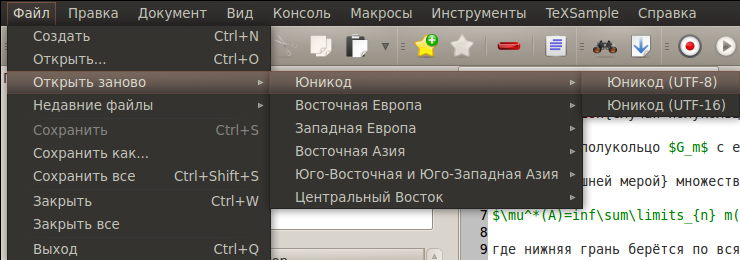 Файл Правка Документ Вид Консоль Макросы Инструменты TeXSample Справка
Создать Ctrl+N
Открыть... Ctrl+O
Открыть заново Юникод Юникод (UTF-8)
Недавние файлы Восточная Европа Юникод (UTF-16)
Сохранить Ctrl+S Западная Европа
Сохранить как... Восточная Азия полукольцо $G_m$ с е
Сохранить все Ctrl+Shift+S Юго-Восточная и Юго-Западная Азия мерой} множеств
Закрыть Ctrl+W Центральный Восток
7 $\mu^*(A)=inf\sum\limits_{n} m(
Закрыть все 8
Выход Ctrl+Q 9 где нижняя грань берётся по вся